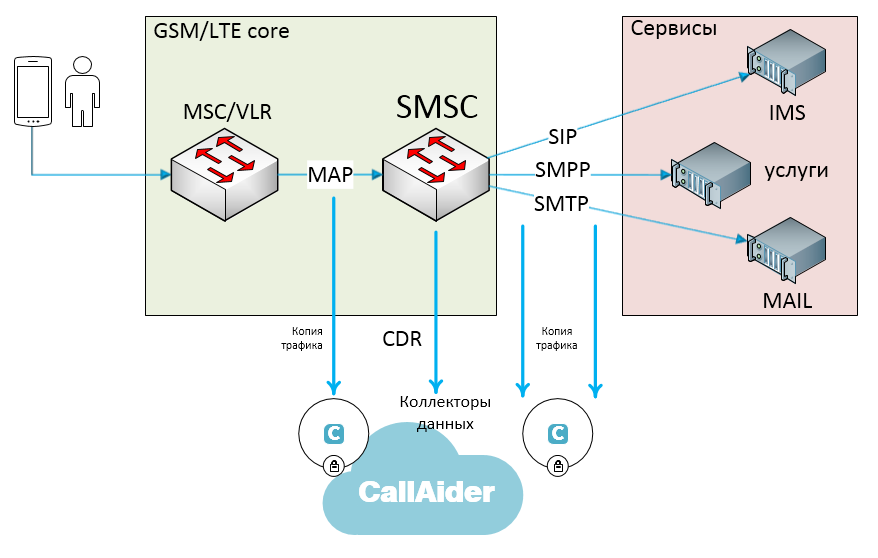 GSM/LTE core
Сервисы
MSC/VLR
SMSC
IMS
SIP
MAP
SMPP
услуги
SMTP
MAIL
Копия
трафика
CDR
Копия
трафика
Коллекторы
данных
C
C
CallAider